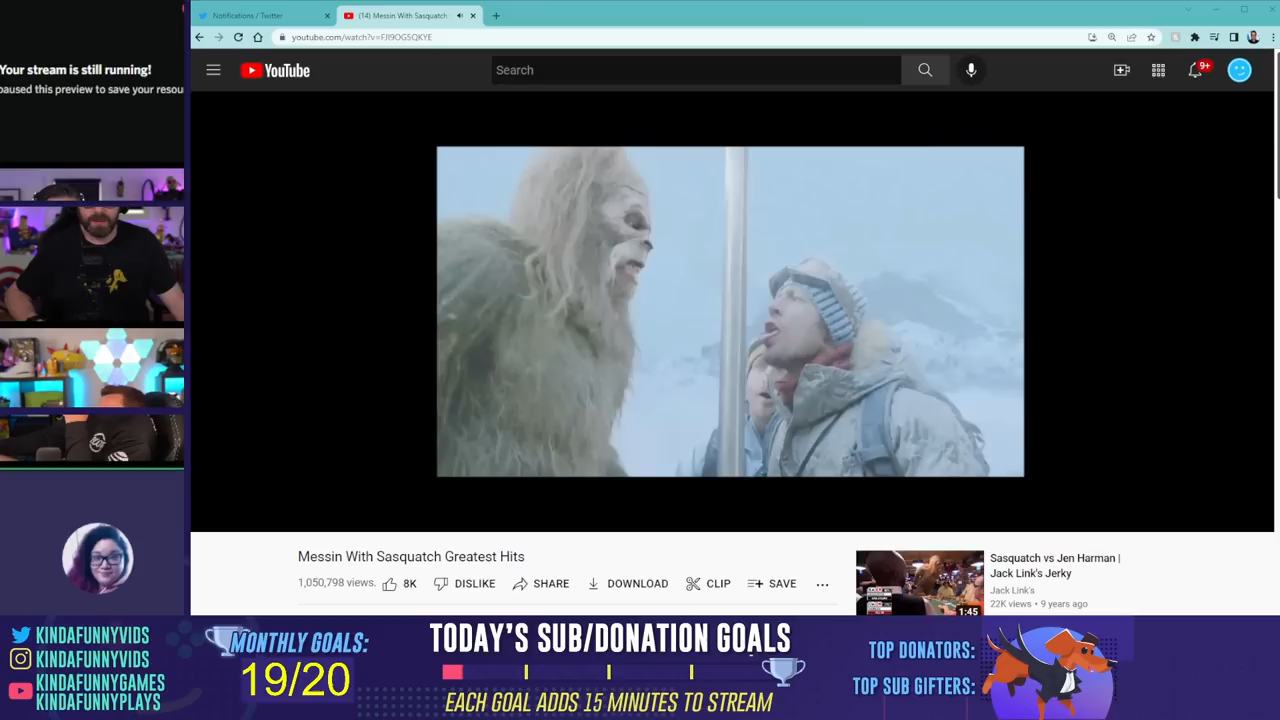 Notifications / Twitter
(14) Messin With Sasquatch
youtube.com/watch?v=FJI9OG5QKYE
Your stream is still running!
paused this preview to save your resou
YouTube
Search
9+
Messin With Sasquatch Greatest Hits
1,050,798 views.
8K
DISLIKE
SHARE
DOWNLOAD
CLIP
SAVE
Sasquatch vs Jen Harman |
Jack Link's Jerky
Jack Link's
22K views • 9 years ago
1:45
KINDAFUNNYVIDS
KINDAFUNNYVIDS
KINDAFUNNYGAMES
KINDAFUNNYPLAYS
MONTHLY GOALS:
19/20
TODAY'S SUB/DONATION GOALS
EACH GOAL ADDS 15 MINUTES TO STREAM
TOP DONATORS:
TOP SUB GIFTERS: